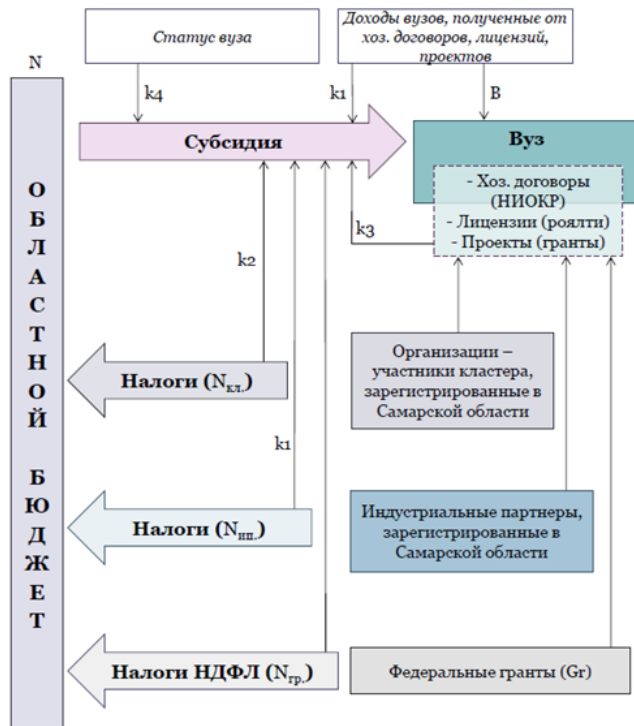 Статус вуза
Доходы вузов, полученные от
хоз. договоров, лицензий,
проектов
N
k4
k1
B
ОБЛАСТНОЙ БЮДЖЕТ
Субсидия
Вуз
- Хоз. договоры
(НИОКР)
- Лицензии (роялти)
- Проекты (гранты)
k3
k2
Налоги (Nкл.)
Организации –
участники кластера,
зарегистрированные в
Самарской области
k1
Налоги (Nип.)
Индустриальные партнеры,
зарегистрированные в
Самарской области
Налоги НДФЛ (Nгр.)
Федеральные гранты (Gr)